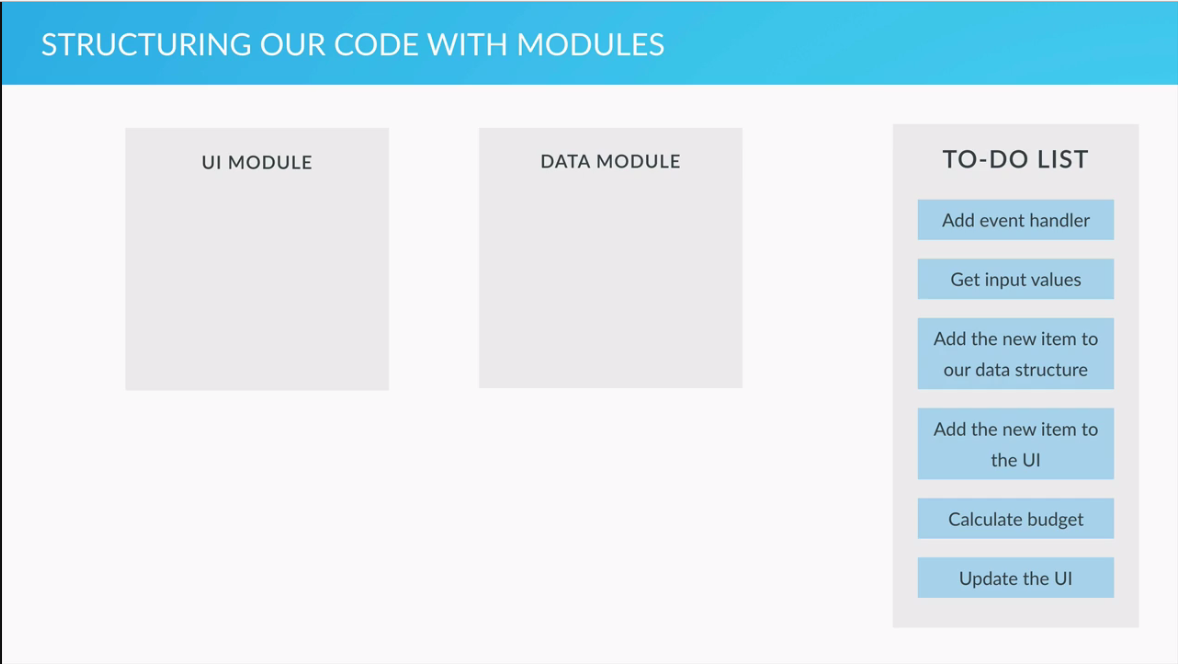 STRUCTURING OUR CODE WITH MODULES
UI MODULE
DATA MODULE
TO-DO LIST
Add event handler
Get input values
Add the new item to
our data structure
Add the new item to
the UI
Calculate budget
Update the UI